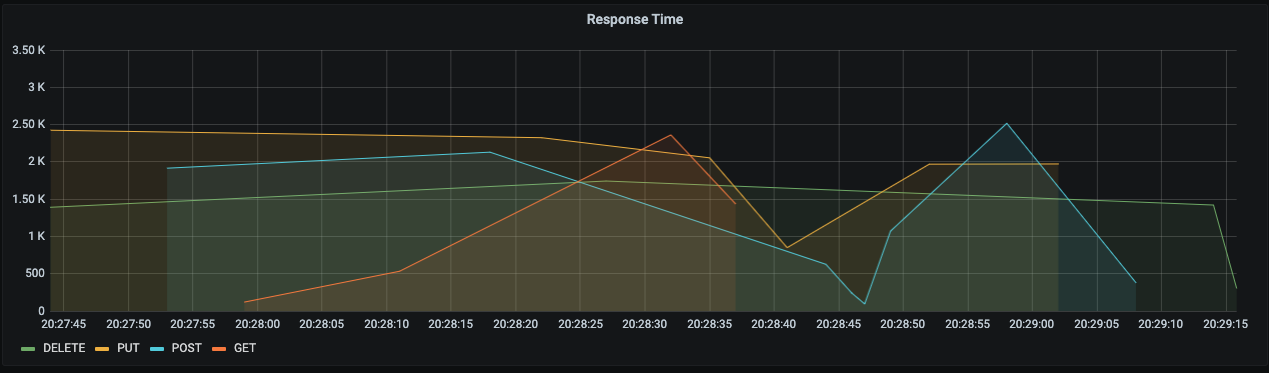 Response Time
3.50 K
3 K
2.50 K
2 K
1.50 K
1 K
500
0
20:27:45 20:27:50 20:27:55 20:28:00 20:28:05 20:28:10 20:28:15 20:28:20 20:28:25 20:28:30 20:28:35 20:28:40 20:28:45 20:28:50 20:28:55 20:29:00 20:29:05 20:29:10 20:29:15
DELETE PUT POST GET